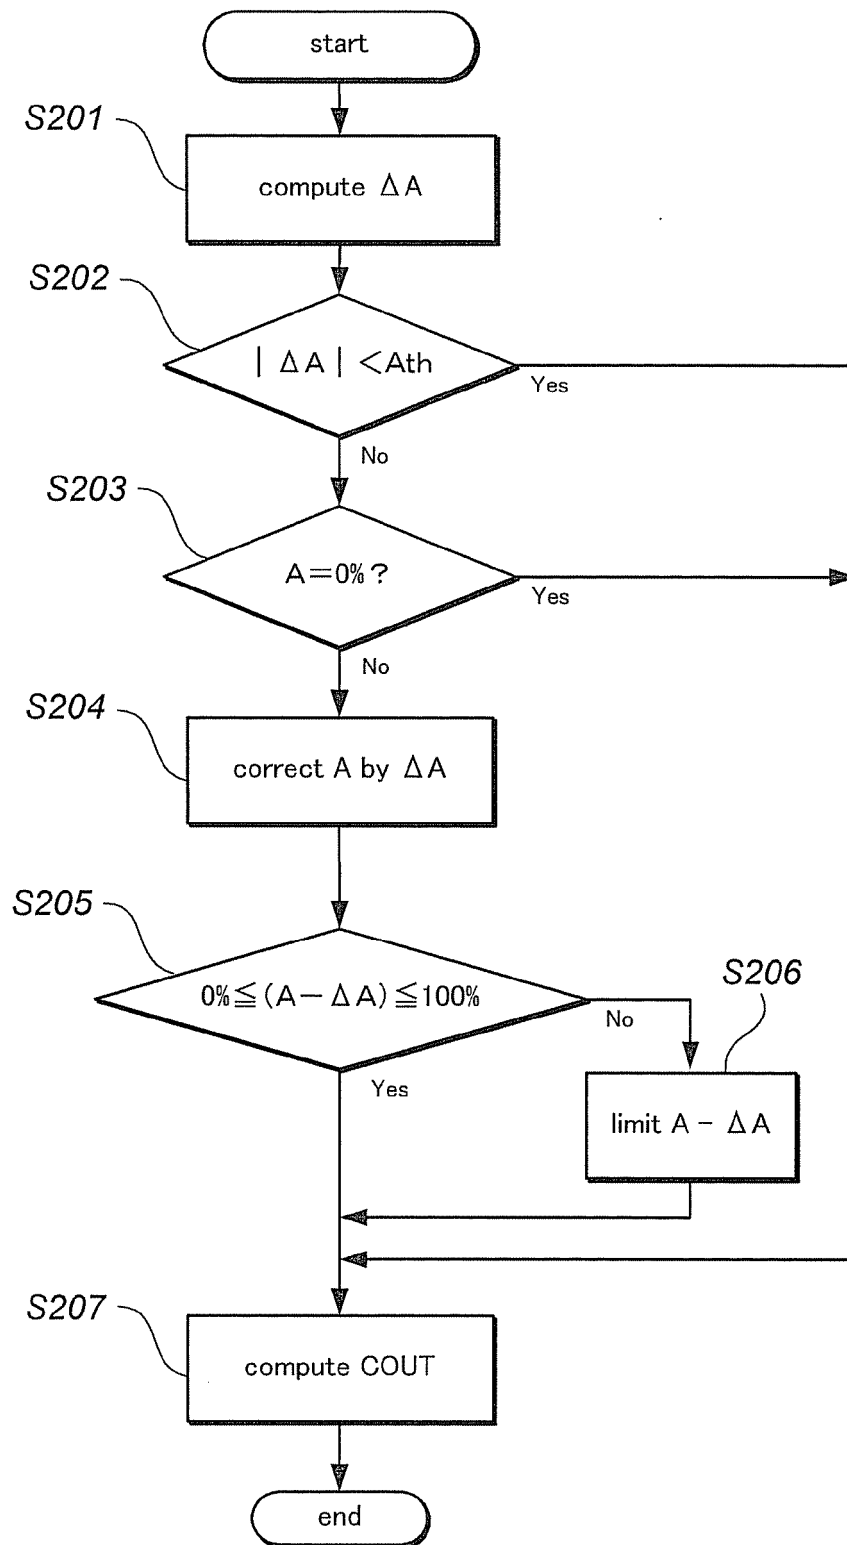 start
S201
compute ΔA
S202
| ΔA | <Ath
Yes
No
S203
A=0%?
Yes
No
S204
correct A by ΔA
S205
0%≦(A-ΔA)≦100%
No
S206
limit A - ΔA
Yes
S207
compute COUT
end